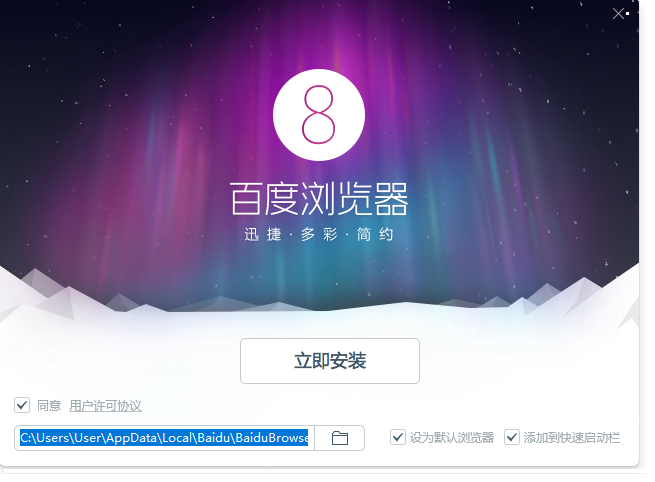 8
百度浏览器
迅捷·多彩·简约
立即安装
同意 用户许可协议
C:\Users\User\AppData\Local\Baidu\BaiduBrowse
设为默认浏览器
添加到快速启动栏